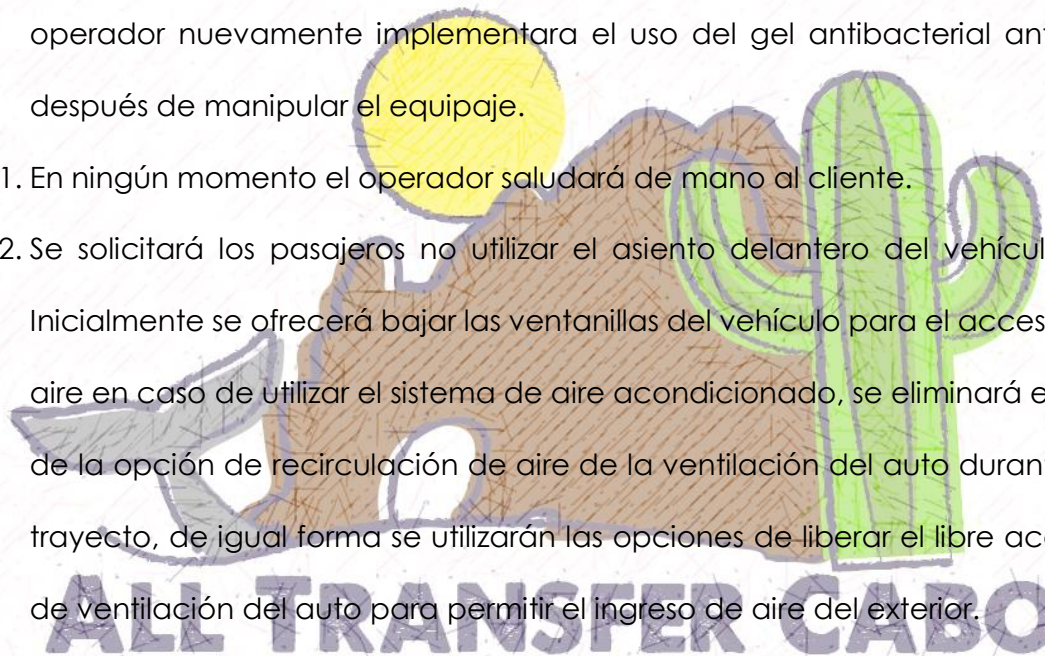 operador nuevamente implementara el uso del gel antibacterial ant
después de manipular el equipaje.
1. En ningún momento el operador saludará de mano al cliente.
2. Se solicitará los pasajeros no utilizar el asiento delantero del vehícul
Inicialmente se ofrecerá bajar las ventanillas del vehículo para el acces
aire en caso de utilizar el sistema de aire acondicionado, se eliminará e
de la opción de recirculación de aire de la ventilación del auto duran
trayecto, de igual forma se utilizarán las opciones de liberar el libre ac
de ventilación del auto para permitir el ingreso de aire del exterior.
ALL TRANSFER CABO